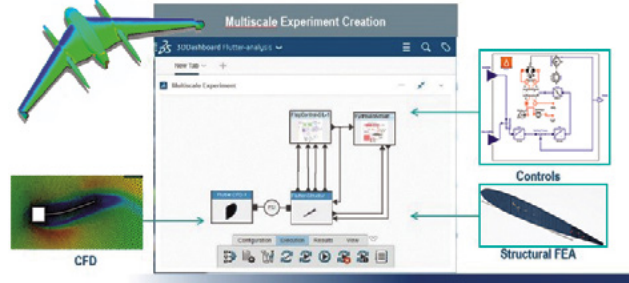 Multiscale Experiment Creation
3DDashboard Flutter-analysis
New Tab
Multiscale Experiment
Controls
CFD
Structural FEA
Configuration Execution Results View